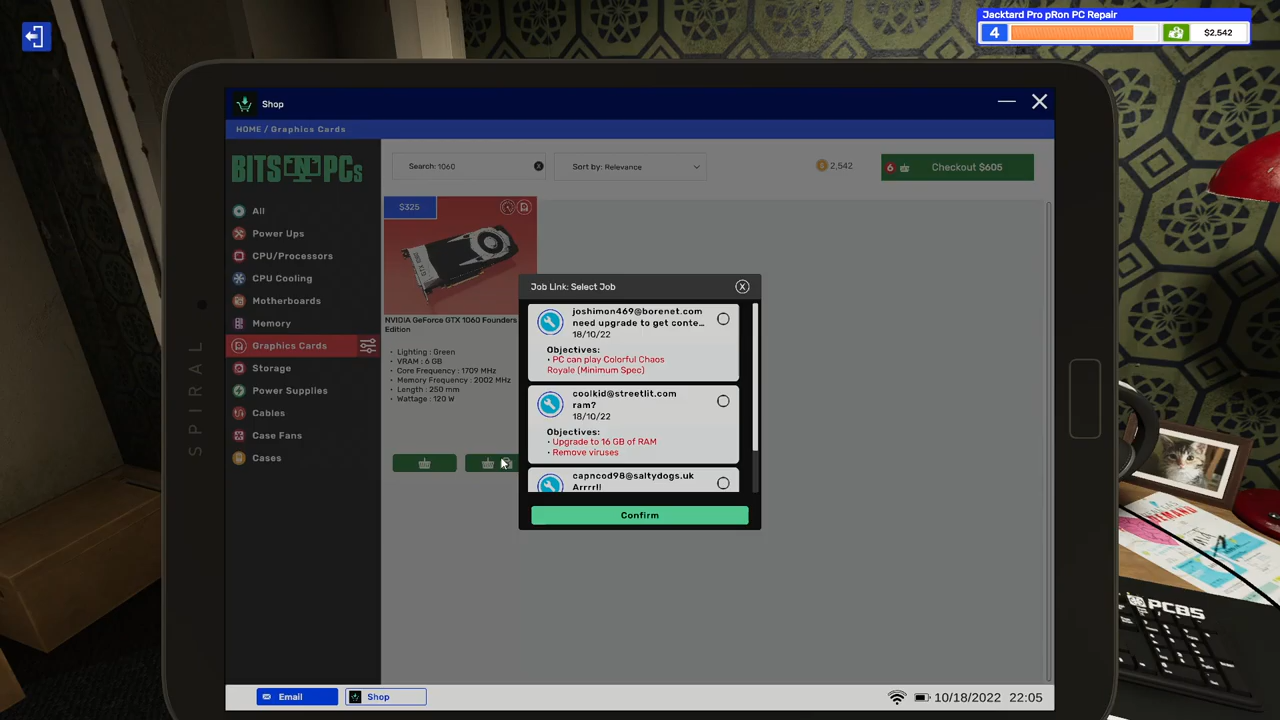 Jacktard Pro pRon PC Repair
4
$2,542
Shop
HOME / Graphics Cards
BITS N PCs
Search: 1060
X
Sort by: Relevance
2,542
6
Checkout $605
All
Power Ups
CPU/Processors
CPU Cooling
Motherboards
Memory
Graphics Cards
Storage
Power Supplies
Cables
Case Fans
Cases
$325
NVIDIA GeForce GTX 1060 Founders
Edition
• Lighting : Green
• VRAM : 6 GB
• Core Frequency : 1709 MHz
• Memory Frequency : 2002 MHz
• Length : 250 mm
• Wattage : 120 W
Job Link: Select Job
X
joshimon469@borenet.com
need upgrade to get conte...
18/10/22
Objectives:
• PC can play Colorful Chaos
Royale (Minimum Spec)
coolkid@streetlit.com
ram?
18/10/22
Objectives:
• Upgrade to 16 GB of RAM
• Remove viruses
capncod98@saltydogs.uk
Arrrr!!
Confirm
SPIRAL
Email
Shop
10/18/2022 22:05
DEMAND
PCBS